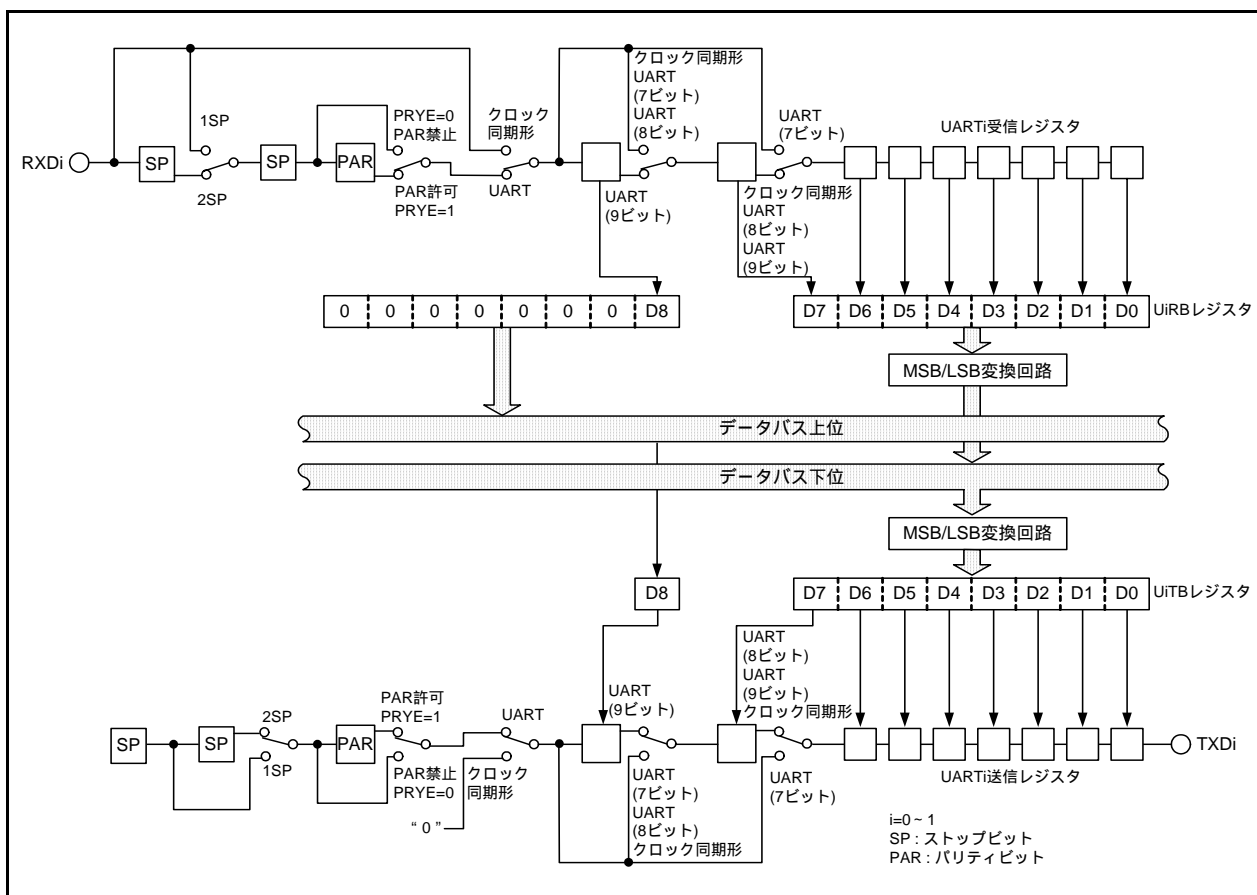 クロック同期形
UART
(7ビット)
UART
(8ビット)
UART
(7ビット)
UARTi受信レジスタ
1SP
PRYE=0
PAR禁止
クロック
同期形
RXDi
SP
SP
PAR
2SP
PAR許可
PRYE=1
UART
UART
(9ビット)
クロック同期形
UART
(8ビット)
UART
(9ビット)
0 0 0 0 0 0 0 D8
D7 D6 D5 D4 D3 D2 D1 D0
UiRBレジスタ
MSB/LSB変換回路
データバス上位
データバス下位
MSB/LSB変換回路
D8
D7 D6 D5 D4 D3 D2 D1 D0
UiTBレジスタ
UART
(8ビット)
UART
(9ビット)
クロック同期形
UART
(9ビット)
PAR許可
PRYE=1
UART
2SP
SP
SP
PAR
1SP
PAR禁止
PRYE=0
クロック
同期形
“0”
UART
(7ビット)
UART
(8ビット)
クロック同期形
UART
(7ビット)
UARTi送信レジスタ
TXDi
i=0~1
SP : ストップビット
PAR : パリティビット